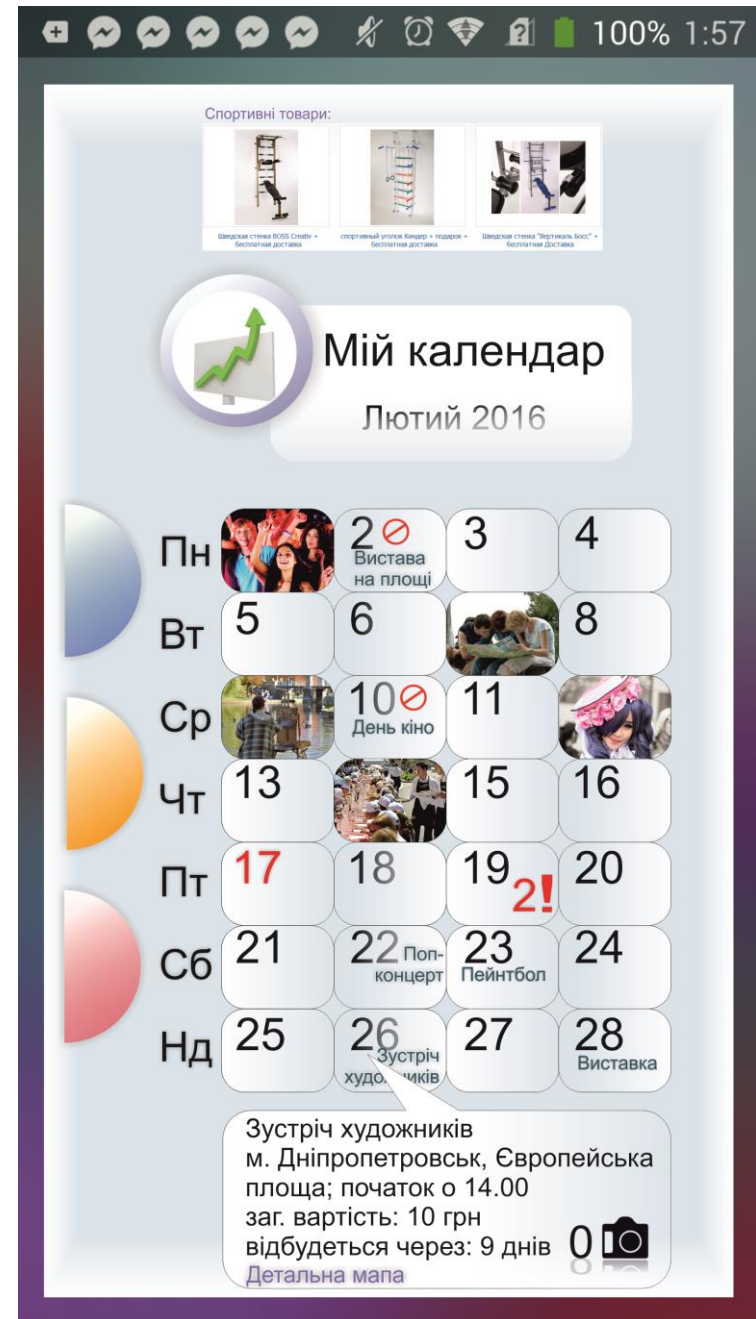 100% 1:57
Спортивні товари:
Шведская стенка BOSS Creativ +
бесплатная доставка
спортивный уголок Киндер + подарок +
бесплатная доставка
Шведская стенка "Вертикаль Босс" +
бесплатная Доставка
Мій календар
Лютий 2016
Пн
2
Вистава
на площі
3
4
Вт
5
6
8
Ср
10
День кіно
11
Чт
13
15
16
Пт
17
18
19
2!
20
Сб
21
22 Поп-
концерт
23
Пейнтбол
24
Нд
25
26
Зустріч
художників
27
28
Виставка
Зустріч художників
м. Дніпропетровськ, Європейська
площа; початок о 14.00
заг. вартість: 10 грн
відбудеться через: 9 днів
0
Детальна мапа